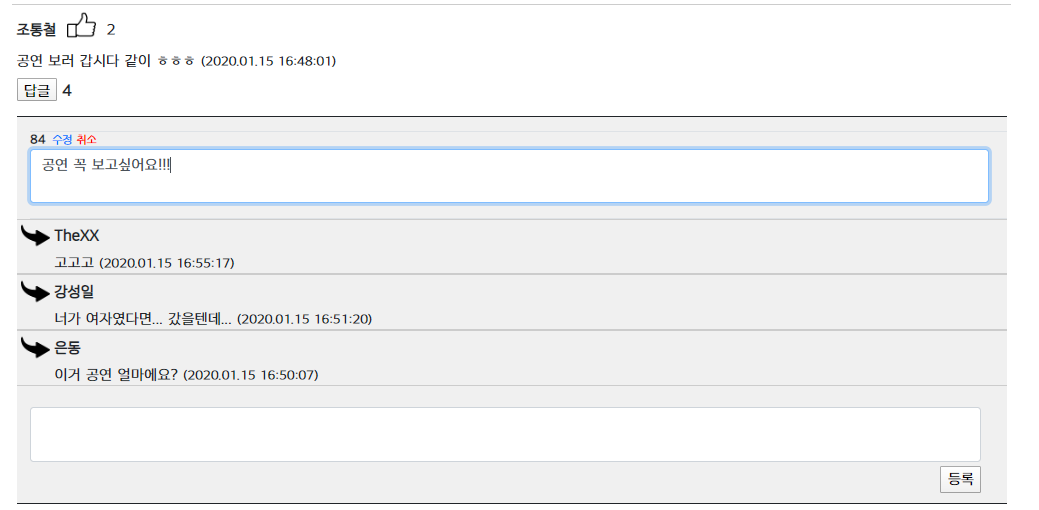 조통철 2
공연 보러 갑시다 같이 ㅎㅎㅎ (2020.01.15 16:48:01)
답글 4
84 수정 취소
공연 꼭 보고싶어요!!!
TheXX
고고고 (2020.01.15 16:55:17)
강성일
너가 여자였다면... 갔을텐데... (2020.01.15 16:51:20)
은동
이거 공연 얼마에요? (2020.01.15 16:50:07)
등록